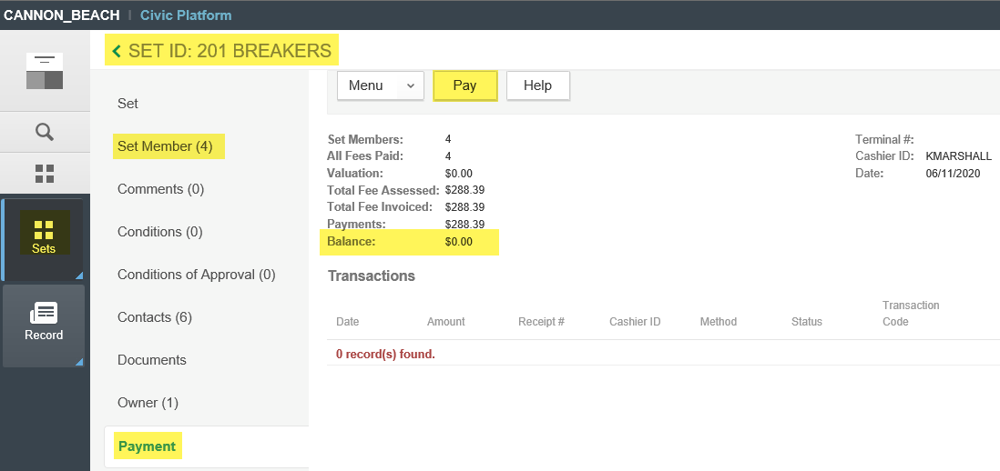 CANNON_BEACH | Civic Platform
SET ID: 201 BREAKERS
Menu Pay Help
Set
Set Member (4)
Comments (0)
Conditions (0)
Conditions of Approval (0)
Contacts (6)
Documents
Owner (1)
Payment
Sets
Record
Set Members: 4
All Fees Paid: 4
Valuation: $0.00
Total Fee Assessed: $288.39
Total Fee Invoiced: $288.39
Payments: $288.39
Balance: $0.00
Terminal #:
Cashier ID: KMARSHALL
Date: 06/11/2020
Transactions
Date Amount Receipt # Cashier ID Method Status Transaction Code
0 record(s) found.